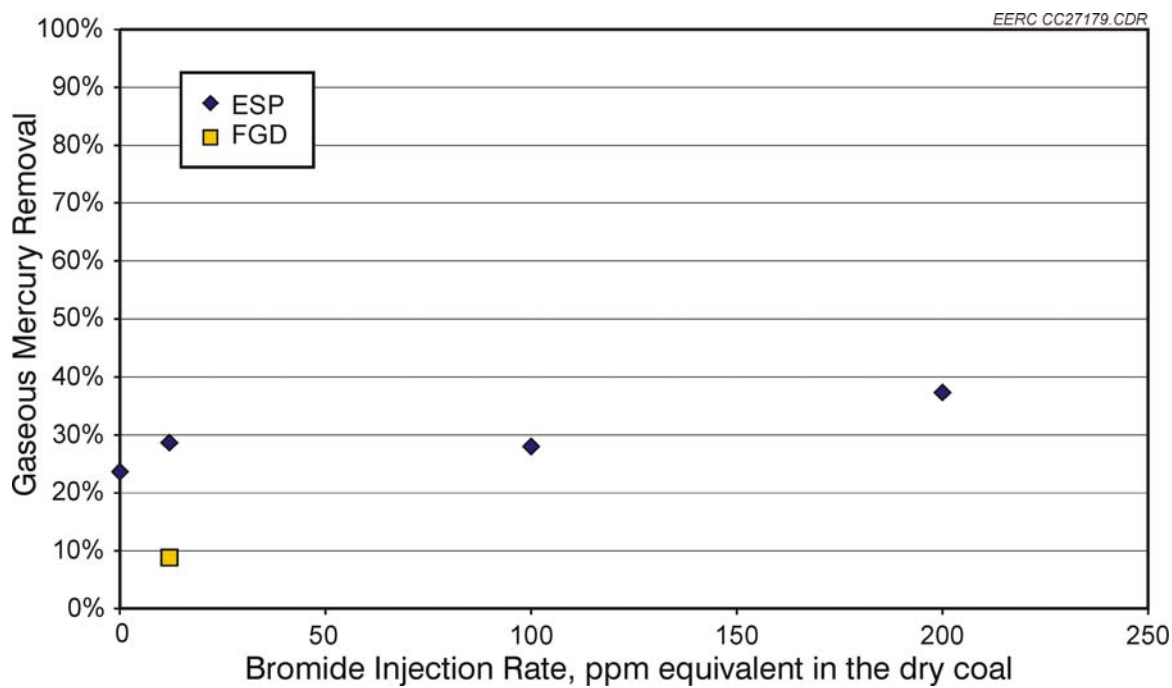 EERC CC27179.CDR
100%
90%
80%
70%
60%
50%
40%
30%
20%
10%
0%
Gaseous Mercury Removal
ESP
FGD
0 50 100 150 200 250
Bromide Injection Rate, ppm equivalent in the dry coal